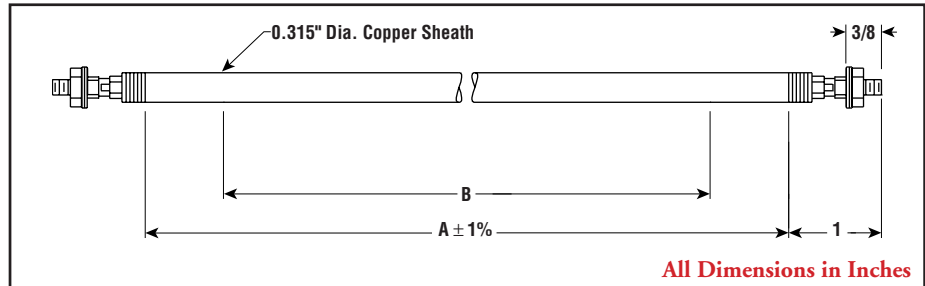 0.315" Dia. Copper Sheath
3/8
B
A ± 1%
1
All Dimensions in Inches